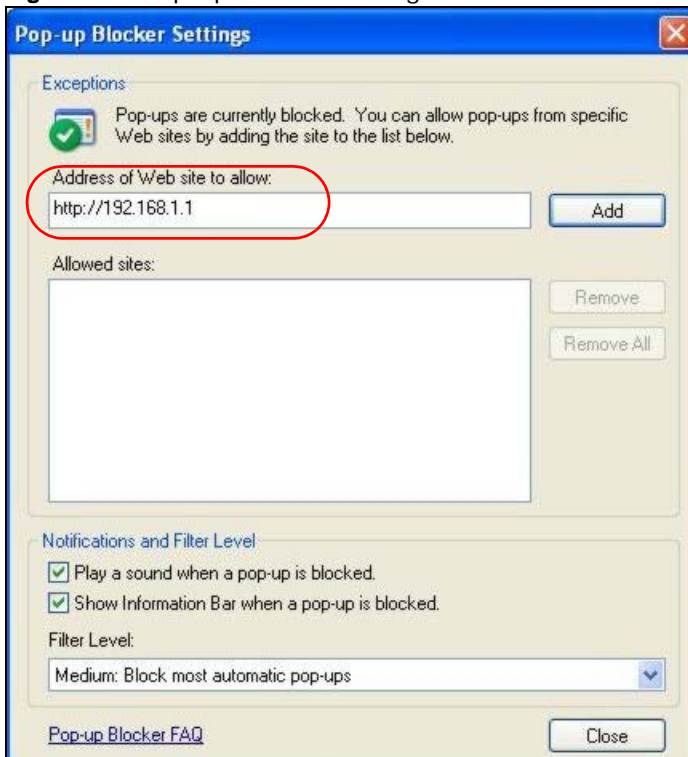 Pop-up Blocker Settings
Exceptions
Pop-ups are currently blocked. You can allow pop-ups from specific
Web sites by adding the site to the list below.
Address of Web site to allow:
http://192.168.1.1
Add
Allowed sites:
Remove
Remove All
Notifications and Filter Level
Play a sound when a pop-up is blocked.
Show Information Bar when a pop-up is blocked.
Filter Level:
Medium: Block most automatic pop-ups
Pop-up Blocker FAQ
Close